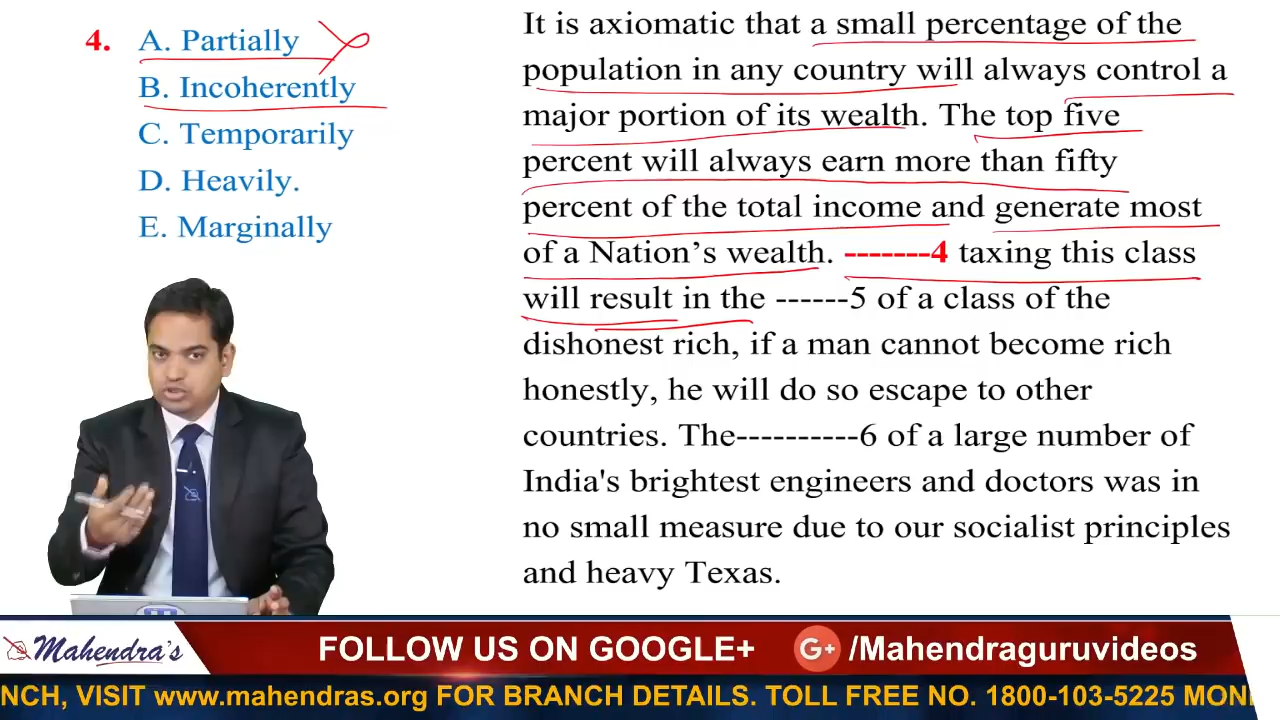 4. A. Partially
B. Incoherently
C. Temporarily
D. Heavily.
E. Marginally
It is axiomatic that a small percentage of the
population in any country will always control a
major portion of its wealth. The top five
percent will always earn more than fifty
percent of the total income and generate most
of a Nation’s wealth. -------4 taxing this class
will result in the ------5 of a class of the
dishonest rich, if a man cannot become rich
honestly, he will do so escape to other
countries. The----------6 of a large number of
India's brightest engineers and doctors was in
no small measure due to our socialist principles
and heavy Texas.
Mahendra's
FOLLOW US ON GOOGLE+
G+ /Mahendraguruvideos
NCH, VISIT www.mahendras.org FOR BRANCH DETAILS. TOLL FREE NO. 1800-103-5225 MON